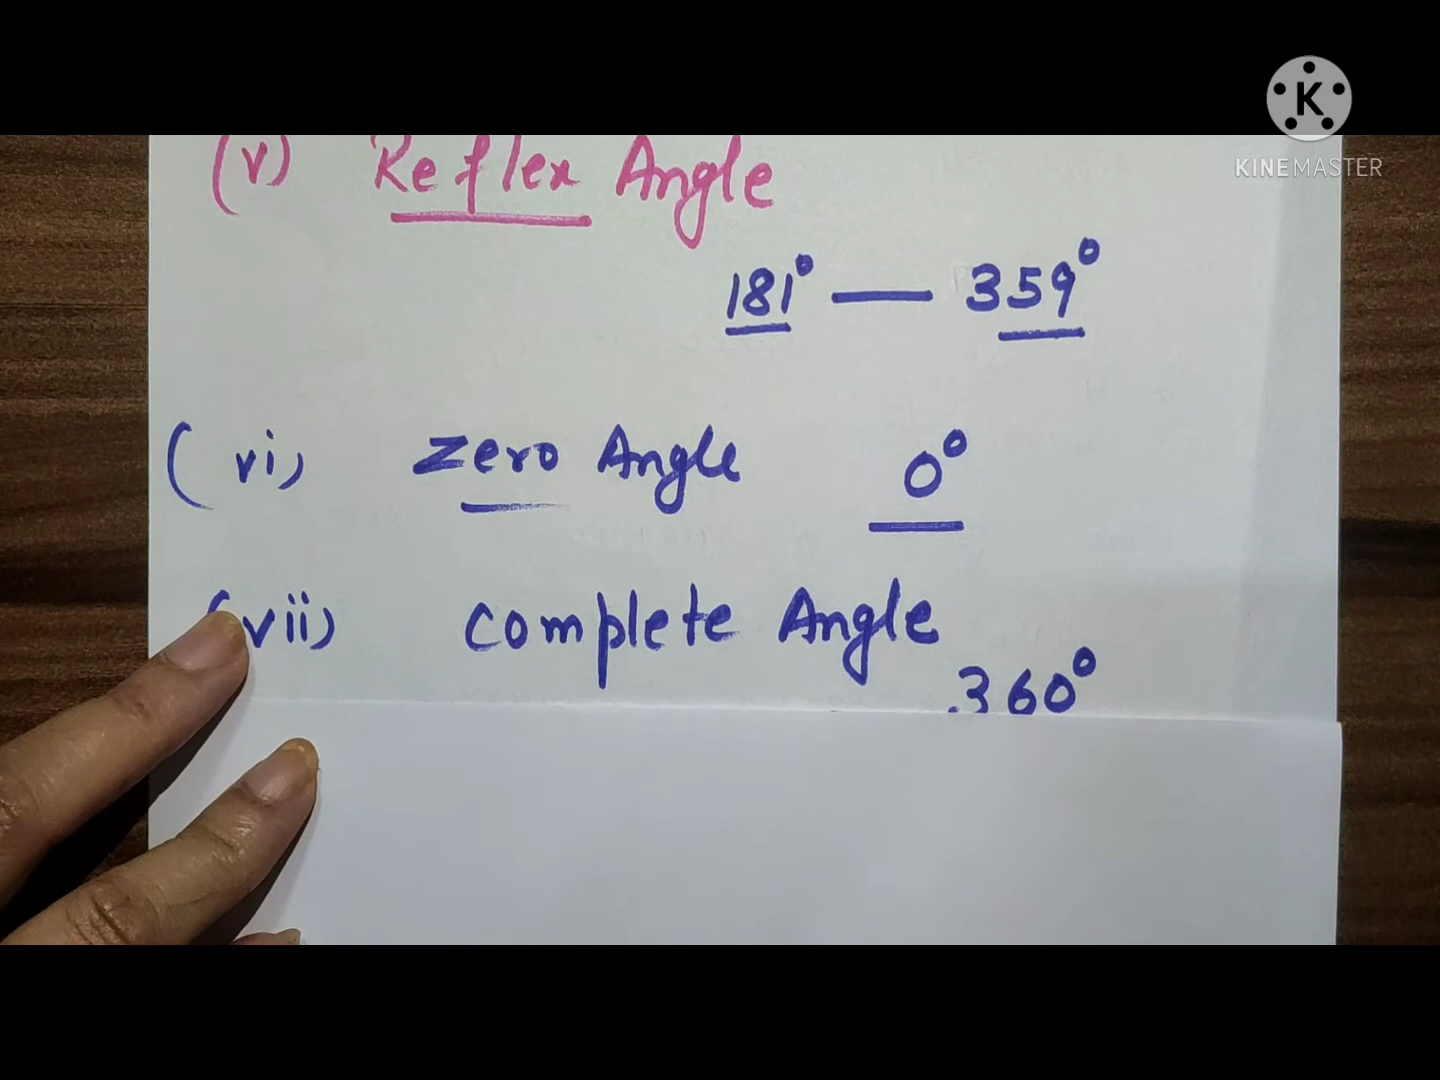 K
KINEMASTER
(v) Reflex Angle
181° — 359°
(vi) Zero Angle 0°
(vii) Complete Angle
360°